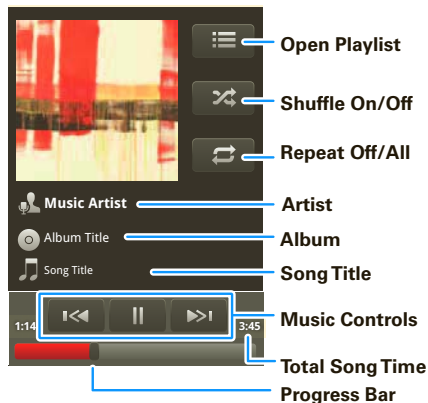 Open Playlist
Shuffle On/Off
Repeat Off/All
Music Artist Artist
Album Title Album
Song Title Song Title
Music Controls
1:14 3:45
Total Song Time
Progress Bar